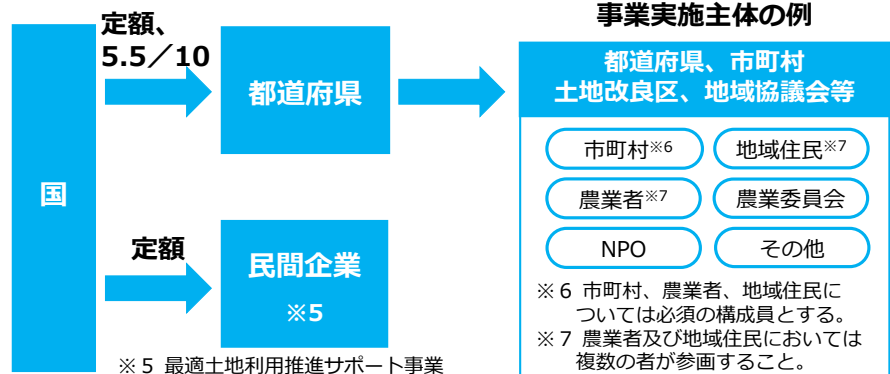 定額、
5.5／10
国
都道府県
定額
民間企業
※5
※５ 最適土地利用推進サポート事業
事業実施主体の例
都道府県、市町村
土地改良区、地域協議会等
市町村※6
地域住民※7
農業者※7
農業委員会
NPO
その他
※６ 市町村、農業者、地域住民に
ついては必須の構成員とする。
※７ 農業者及び地域住民においては
複数の者が参画すること。